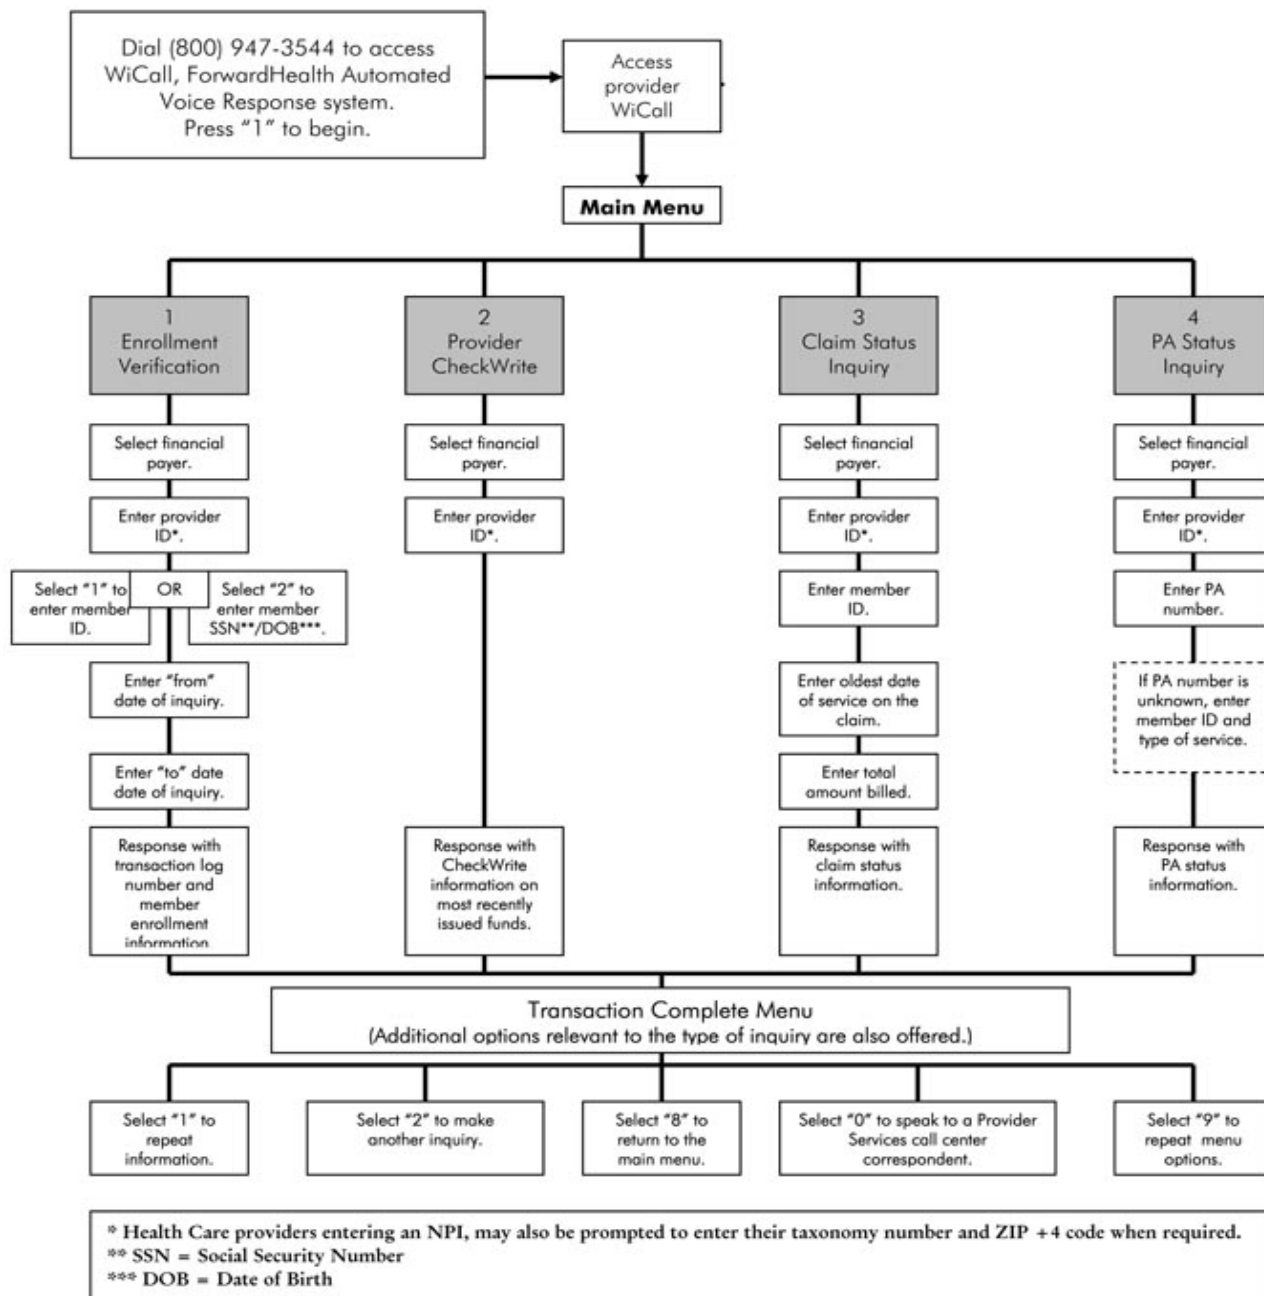 Dial (800) 947-3544 to access
WiCall, ForwardHealth Automated
Voice Response system.
Press “1” to begin.
Access
provider
WiCall
Main Menu
1
Enrollment
Verification
2
Provider
CheckWrite
3
Claim Status
Inquiry
4
PA Status
Inquiry
Select financial
payer.
Select financial
payer.
Select financial
payer.
Select financial
payer.
Enter provider
ID*.
Enter provider
ID*.
Enter provider
ID*.
Enter provider
ID*.
Select “1” to
enter member
ID.
OR
Select “2” to
enter member
SSN**/DOB***.
Enter member
ID.
Enter PA
number.
Enter “from”
date of inquiry.
Enter oldest date
of service on the
claim.
If PA number is
unknown, enter
member ID and
type of service.
Enter “to” date
date of inquiry.
Enter total
amount billed.
Response with
transaction log
number and
member
enrollment
information.
Response with
CheckWrite
information on
most recently
issued funds.
Response with
claim status
information.
Response with
PA status
information.
Transaction Complete Menu
(Additional options relevant to the type of inquiry are also offered.)
Select “1” to
repeat
information.
Select “2” to make
another inquiry.
Select “8” to
return to the
main menu.
Select “0” to speak to a Provider
Services call center
correspondent.
Select “9” to
repeat menu
options.
* Health Care providers entering an NPI, may also be prompted to enter their taxonomy number and ZIP +4 code when required.
** SSN = Social Security Number
*** DOB = Date of Birth